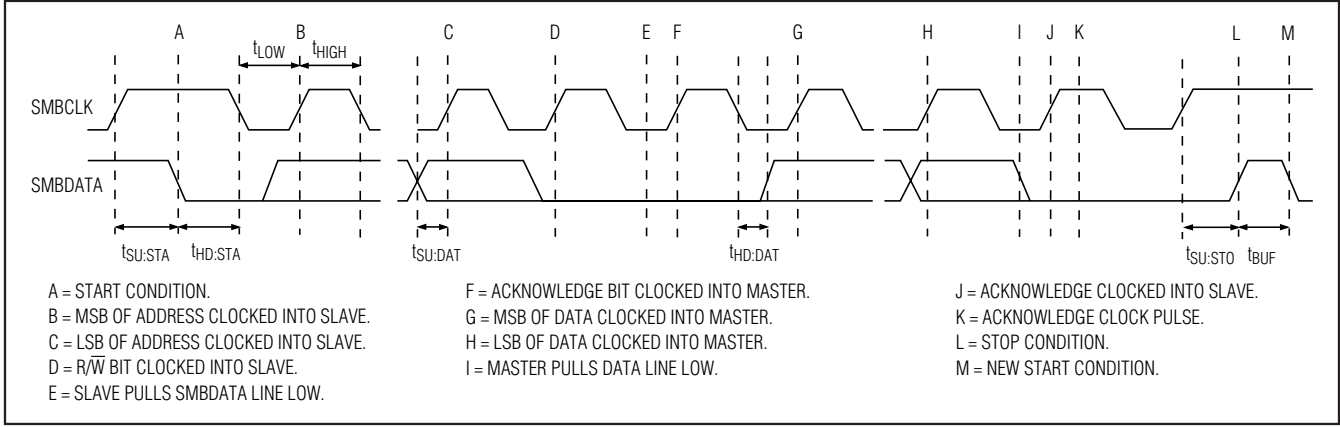 A B C D E F G H I J K L M
tLOW tHIGH
SMBCLK
SMBDATA
tSU:STA tHD:STA tSU:DAT tHD:DAT tSU:STO tBUF
A = START CONDITION.
B = MSB OF ADDRESS CLOCKED INTO SLAVE.
C = LSB OF ADDRESS CLOCKED INTO SLAVE.
D = R/W̅ BIT CLOCKED INTO SLAVE.
E = SLAVE PULLS SMBDATA LINE LOW.
F = ACKNOWLEDGE BIT CLOCKED INTO MASTER.
G = MSB OF DATA CLOCKED INTO MASTER.
H = LSB OF DATA CLOCKED INTO MASTER.
I = MASTER PULLS DATA LINE LOW.
J = ACKNOWLEDGE CLOCKED INTO SLAVE.
K = ACKNOWLEDGE CLOCK PULSE.
L = STOP CONDITION.
M = NEW START CONDITION.